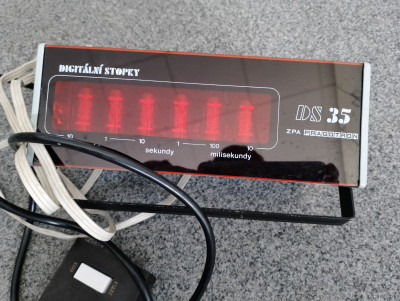 DIGITÁLNÍ STOPKY
DS 35
ZPA PRAGOTRON
10 1 10 1 100 10
sekundy milisekundy